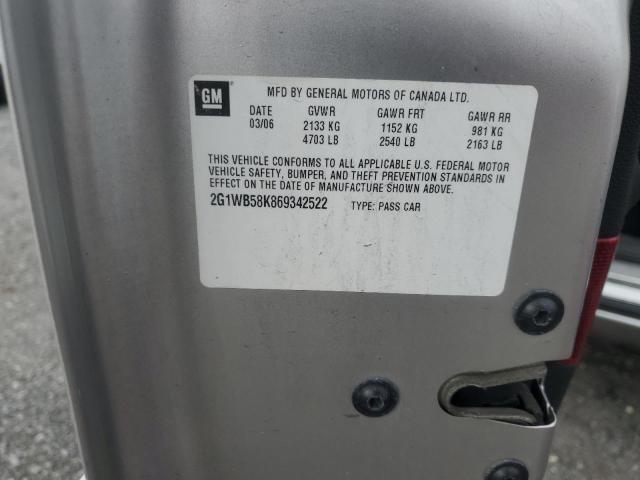 GM
MFD BY GENERAL MOTORS OF CANADA LTD.
DATE GVWR GAWR FRT GAWR RR
03/06 2133 KG 1152 KG 981 KG
4703 LB 2540 LB 2163 LB
THIS VEHICLE CONFORMS TO ALL APPLICABLE U.S. FEDERAL MOTOR
VEHICLE SAFETY, BUMPER, AND THEFT PREVENTION STANDARDS IN
EFFECT ON THE DATE OF MANUFACTURE SHOWN ABOVE.
2G1WB58K869342522 TYPE: PASS CAR